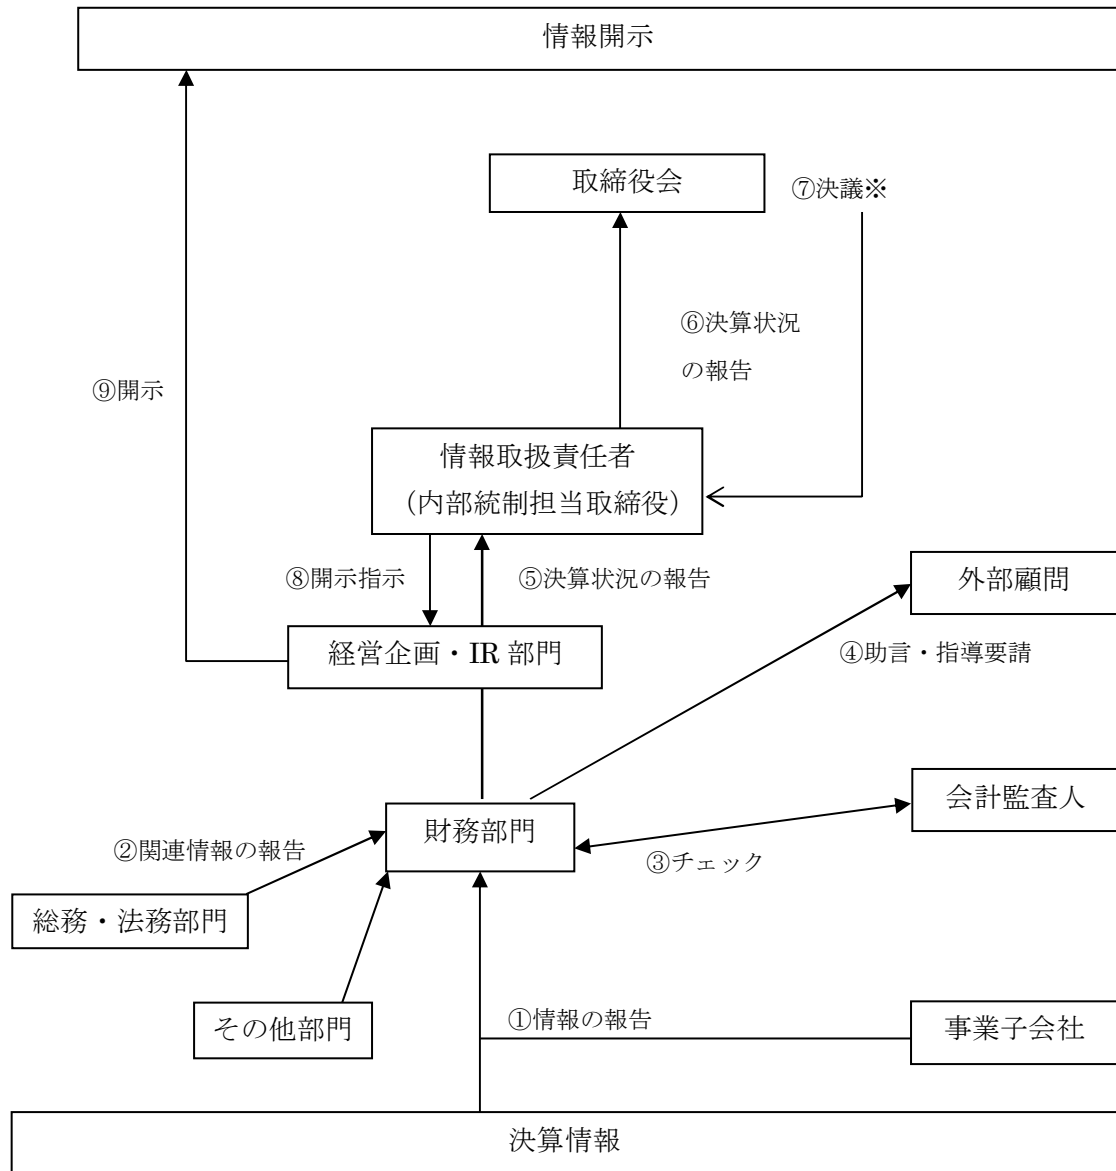 情報開示
取締役会
⑦決議※
⑥決算状況
の報告
⑨開示
情報取扱責任者
（内部統制担当取締役）
⑧開示指示
⑤決算状況の報告
外部顧問
経営企画・IR 部門
④助言・指導要請
会計監査人
財務部門
②関連情報の報告
③チェック
総務・法務部門
その他部門
①情報の報告
事業子会社
決算情報